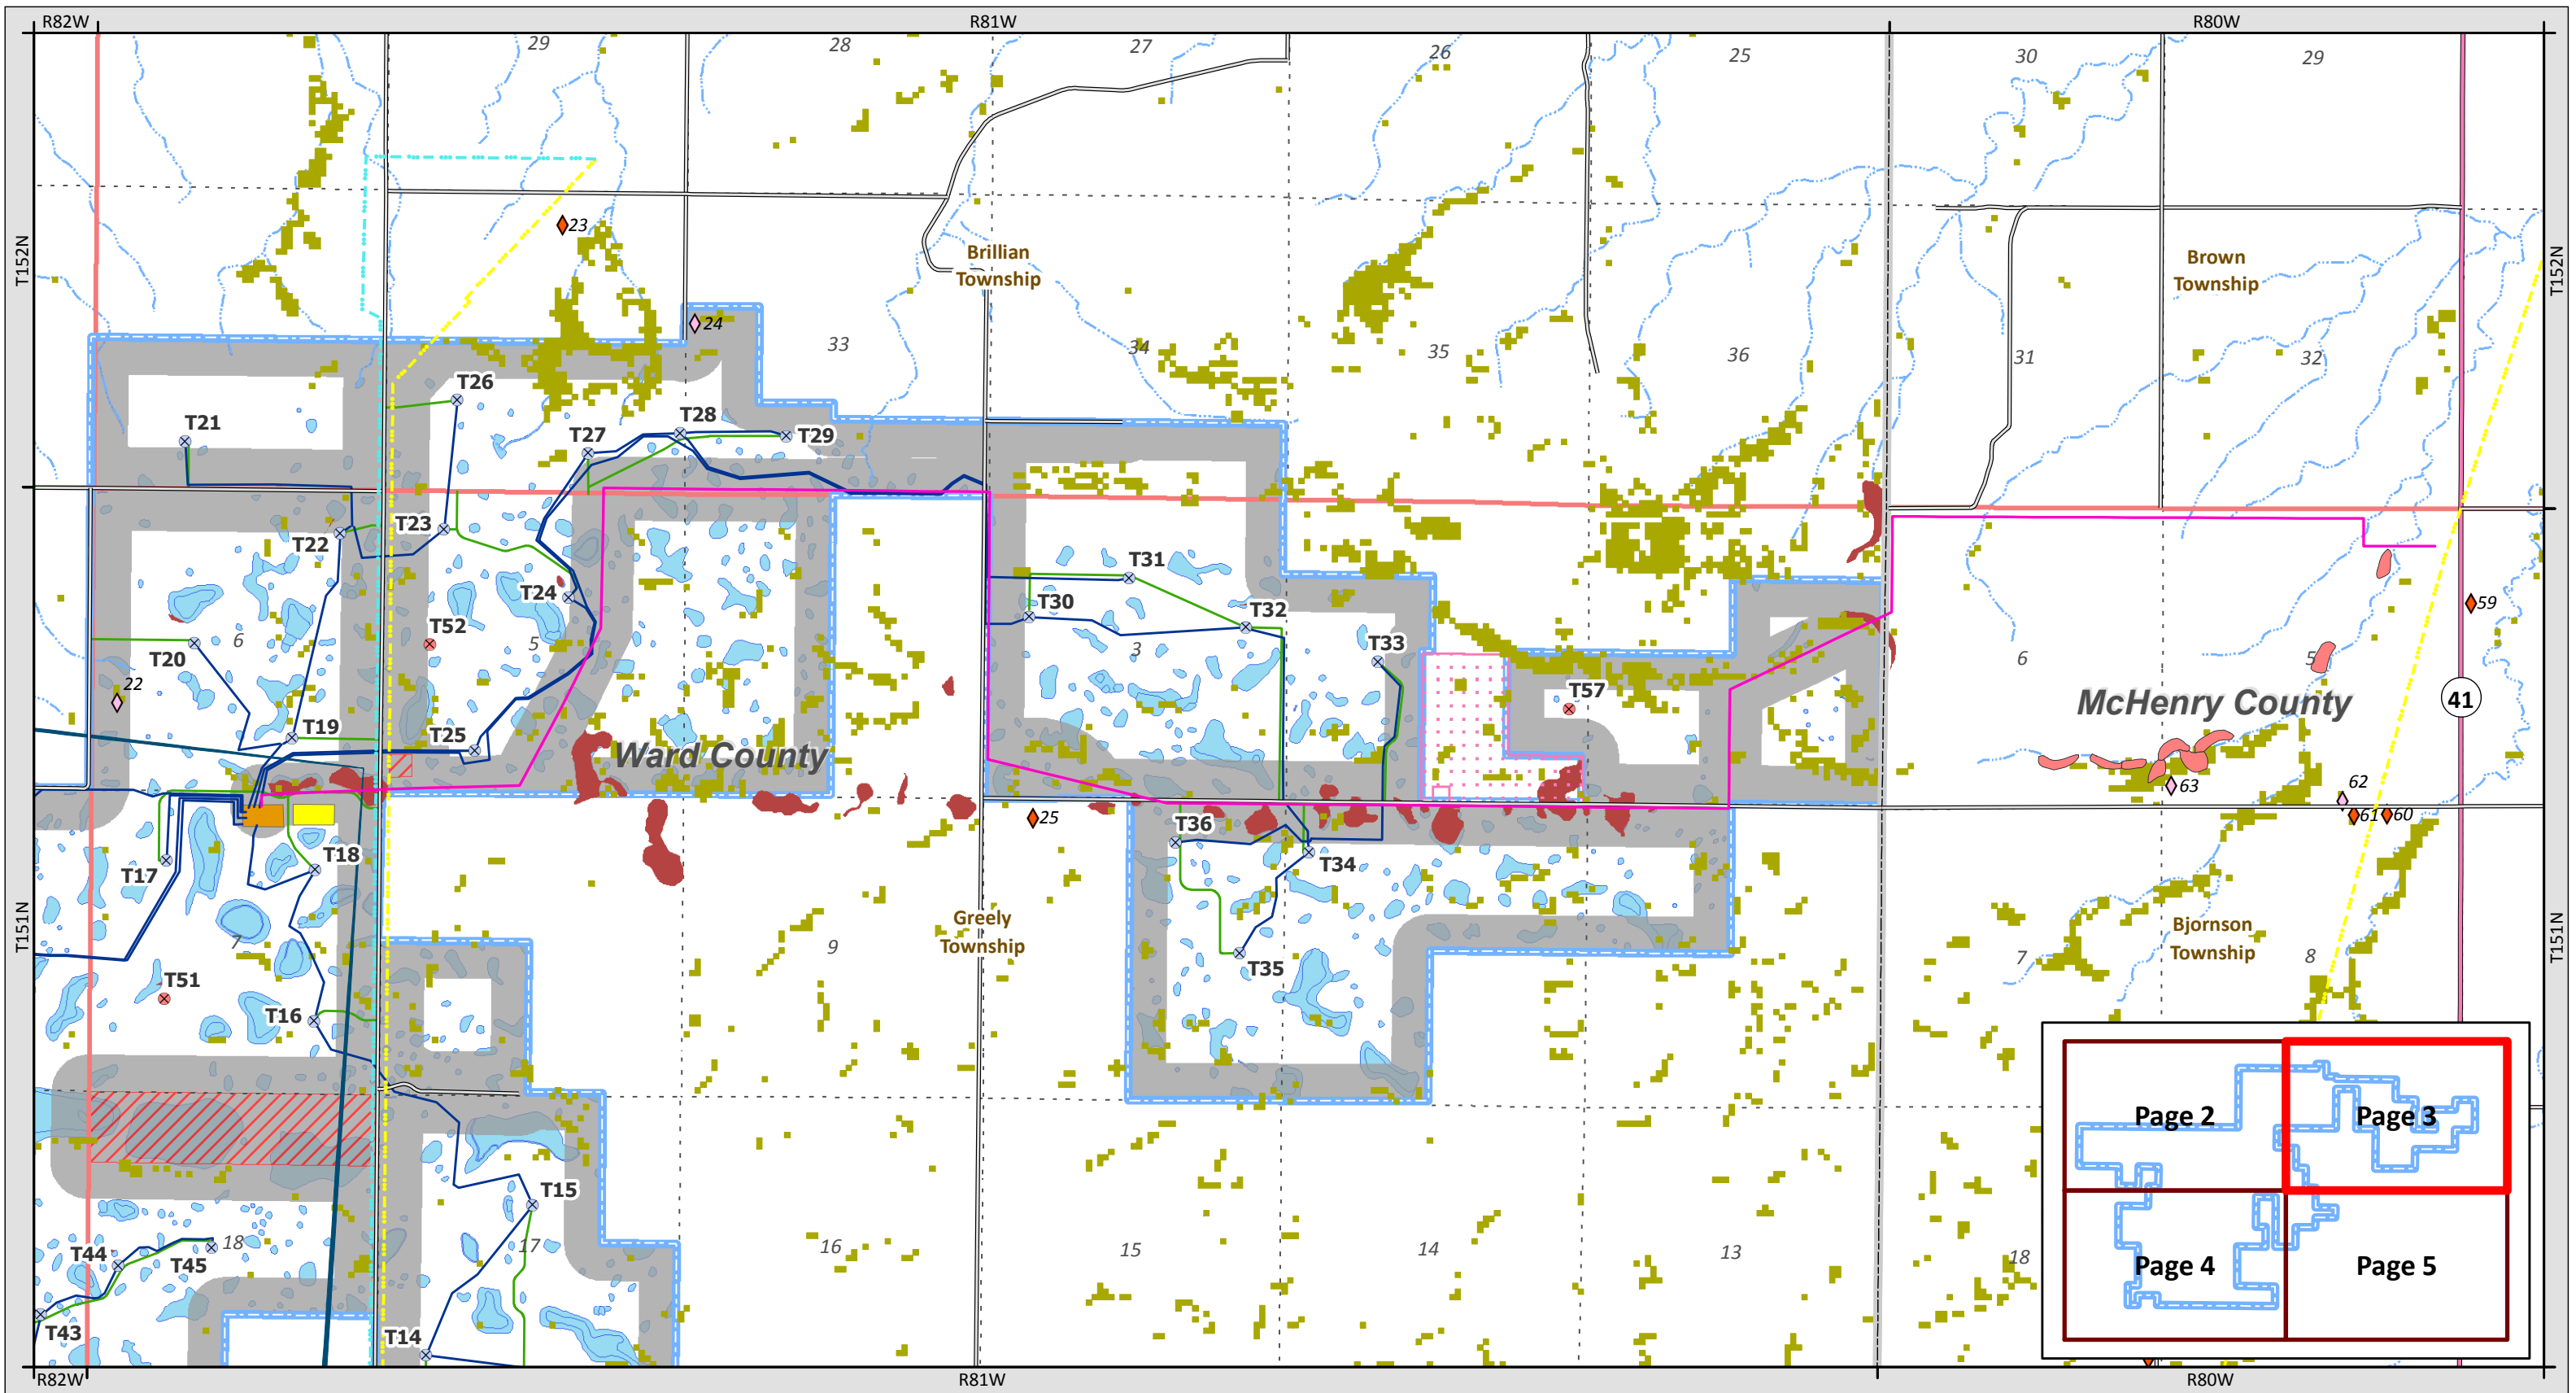 R82W
R81W
R80W
29
28
27
26
25
30
29
T152N
T152N
23
Brillian
Township
Brown
Township
24
33
34
35
36
31
32
T26
T21
T28
T27
T29
T23
T22
T24
T31
T30
T32
59
T52
T33
T20
6
5
3
6
5
22
T57
McHenry County
41
T19
T25
Ward County
62
63
61
60
25
T36
T18
T17
T34
T151N
T151N
Greely
Township
Bjornson
Township
7
9
7
8
T35
T51
T16
Page 2
Page 3
T15
T44
18
17
16
15
14
13
18
T45
Page 4
Page 5
T43
T14
R82W
R81W
R80W